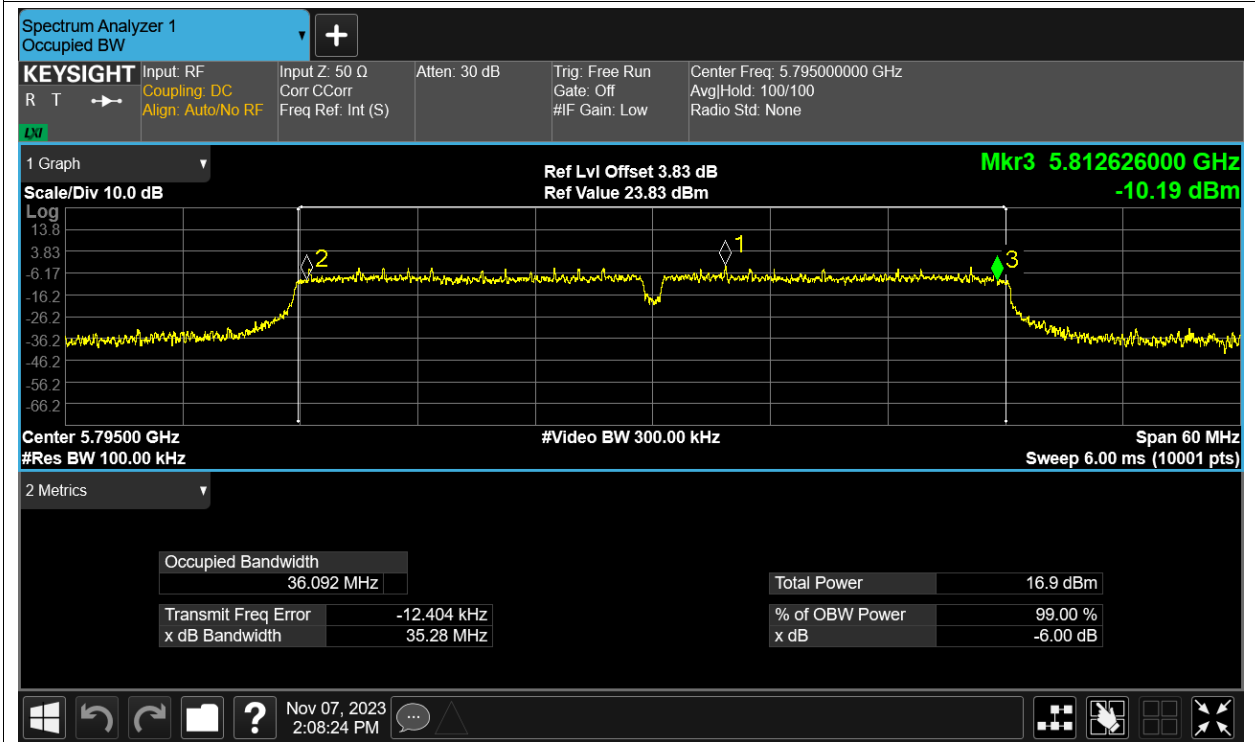 Spectrum Analyzer 1
Occupied BW
KEYSIGHT
R T
LXI
Input: RF
Coupling: DC
Align: Auto/No RF
Input Z: 50 Ω
Corr CCorr
Freq Ref: Int (S)
Atten: 30 dB
Trig: Free Run
Gate: Off
#IF Gain: Low
Center Freq: 5.795000000 GHz
Avg|Hold: 100/100
Radio Std: None
1 Graph
Scale/Div 10.0 dB
Ref Lvl Offset 3.83 dB
Ref Value 23.83 dBm
Mkr3 5.812626000 GHz
-10.19 dBm
Log
13.8
3.83
-6.17
-16.2
-26.2
-36.2
-46.2
-56.2
-66.2
2
1
3
Center 5.79500 GHz
#Res BW 100.00 kHz
#Video BW 300.00 kHz
Span 60 MHz
Sweep 6.00 ms (10001 pts)
2 Metrics
Occupied Bandwidth
36.092 MHz
Transmit Freq Error -12.404 kHz
x dB Bandwidth 35.28 MHz
Total Power 16.9 dBm
% of OBW Power 99.00 %
x dB -6.00 dB
?
Nov 07, 2023
2:08:24 PM